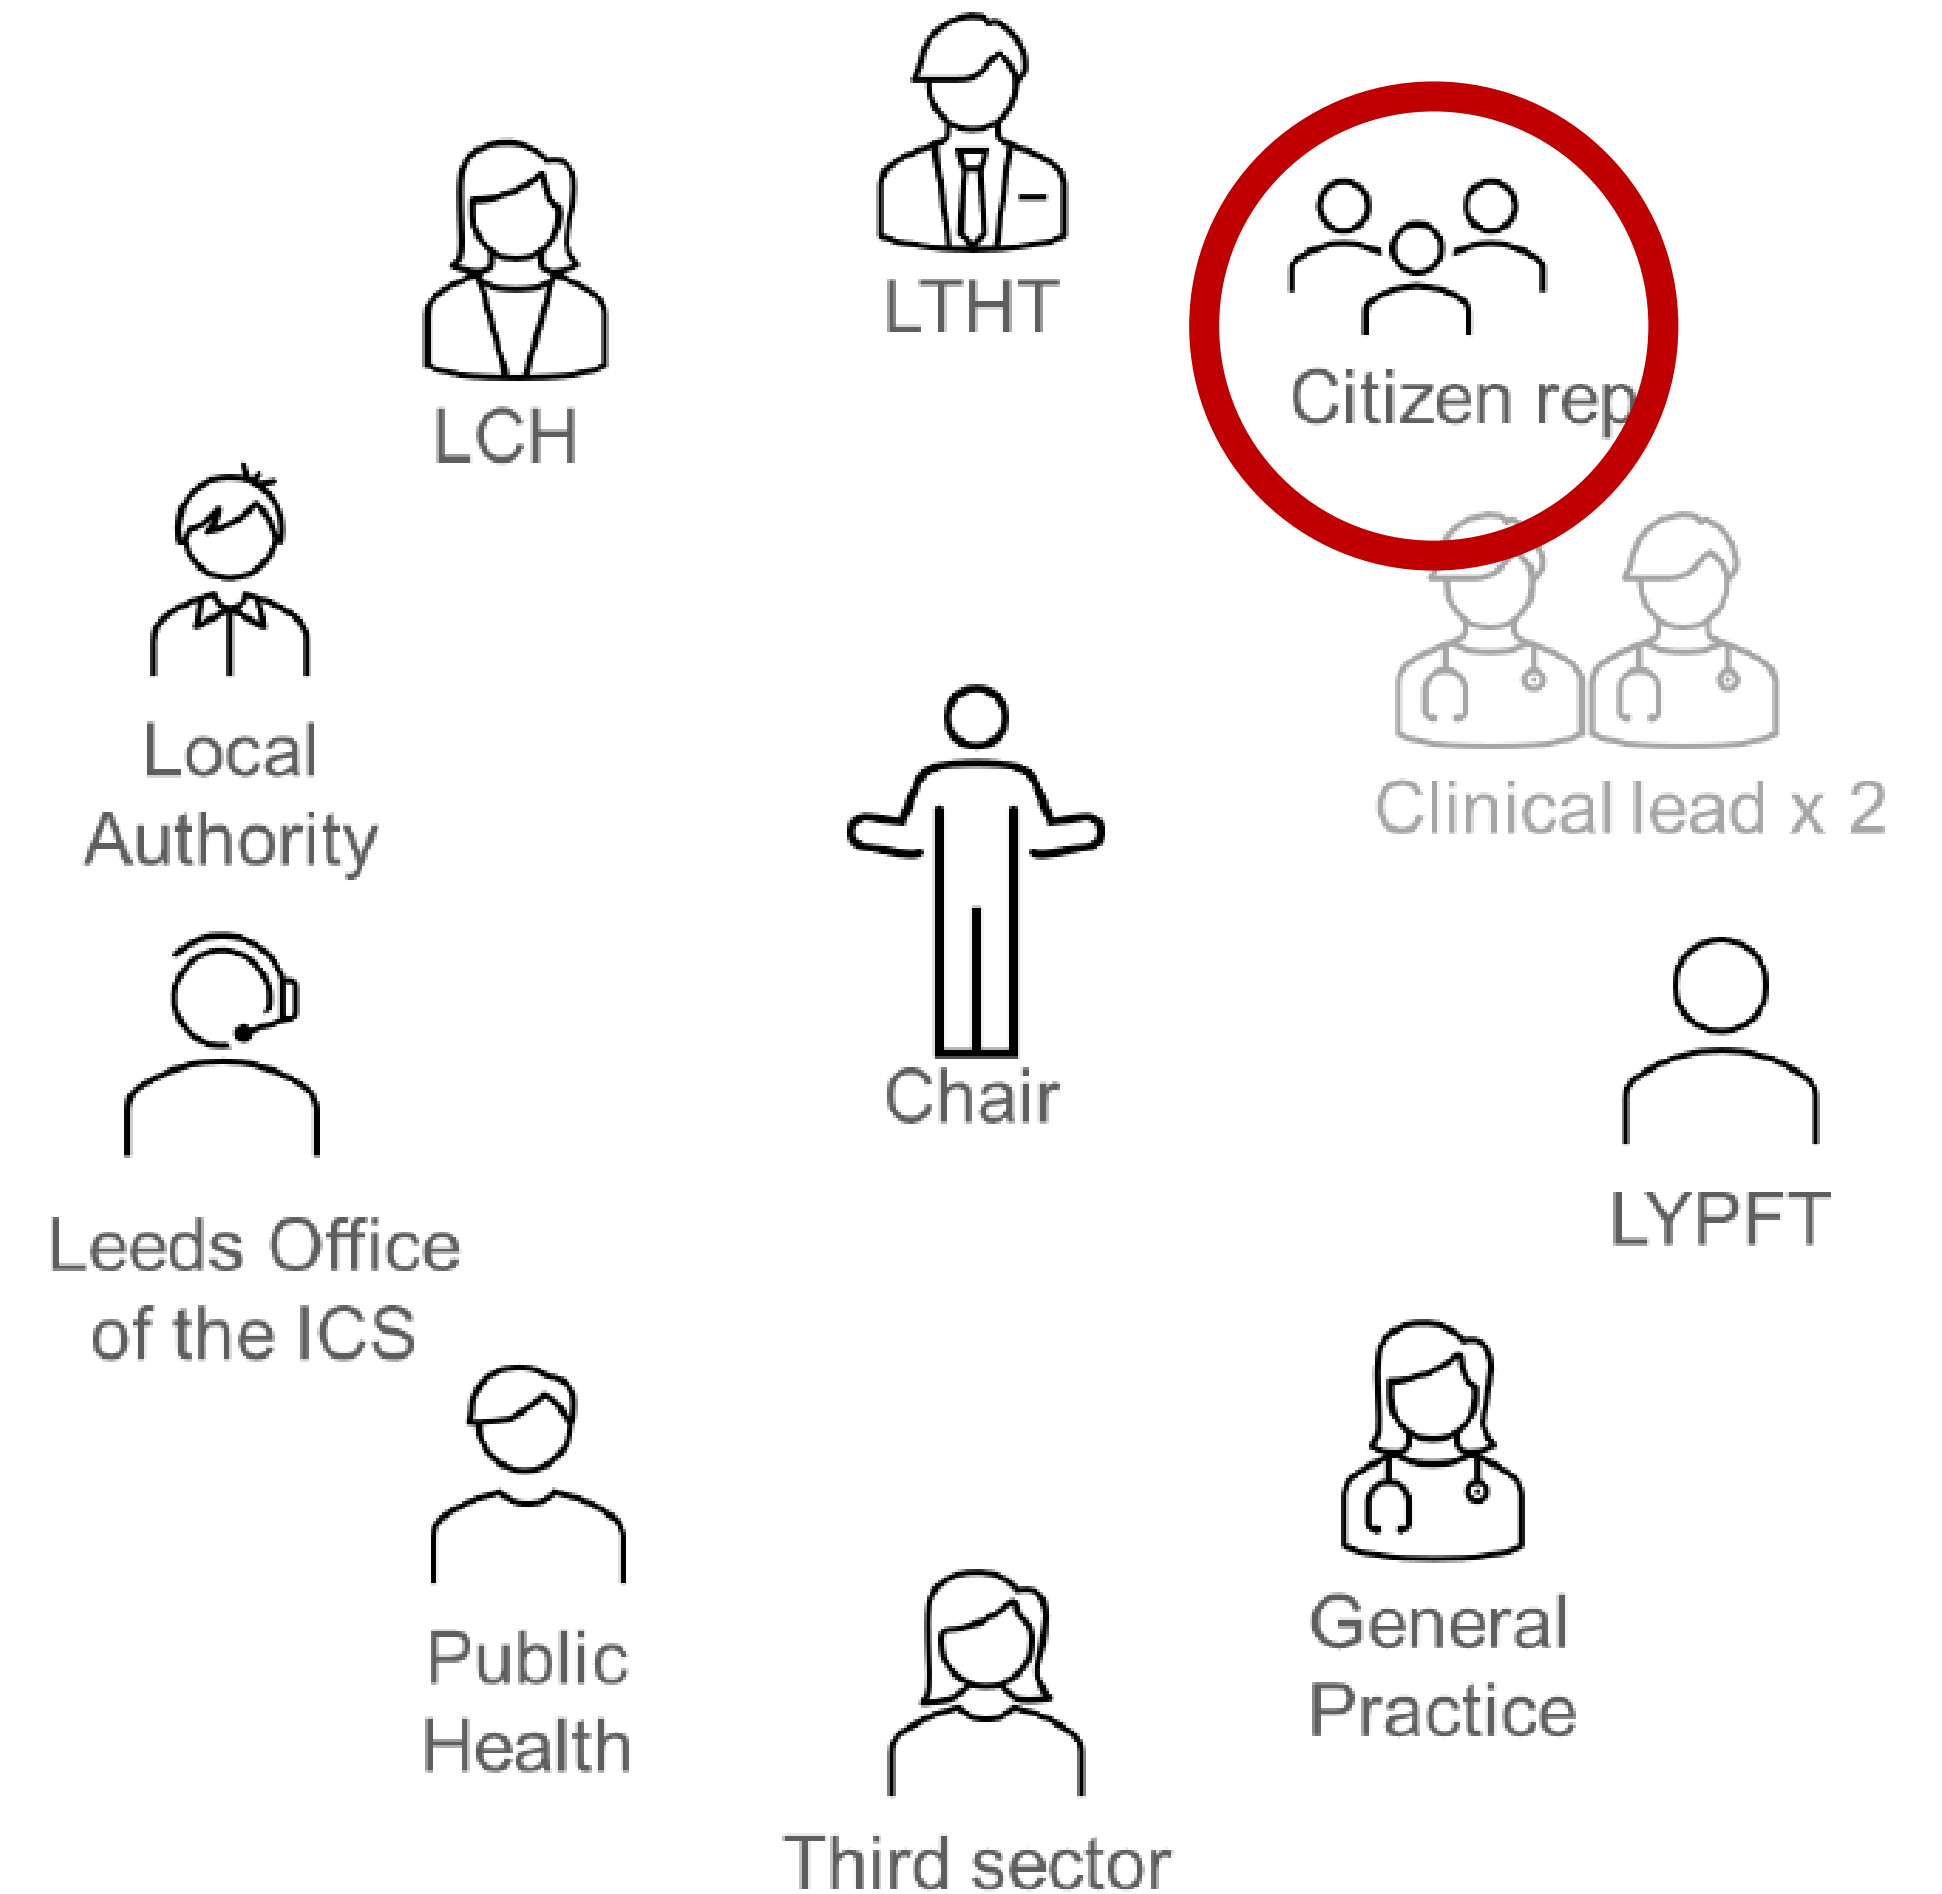 LTHT
Citizen rep
LCH
Local
Authority
Clinical lead x 2
Chair
LYPFT
Leeds Office
of the ICS
General
Practice
Public
Health
Third sector